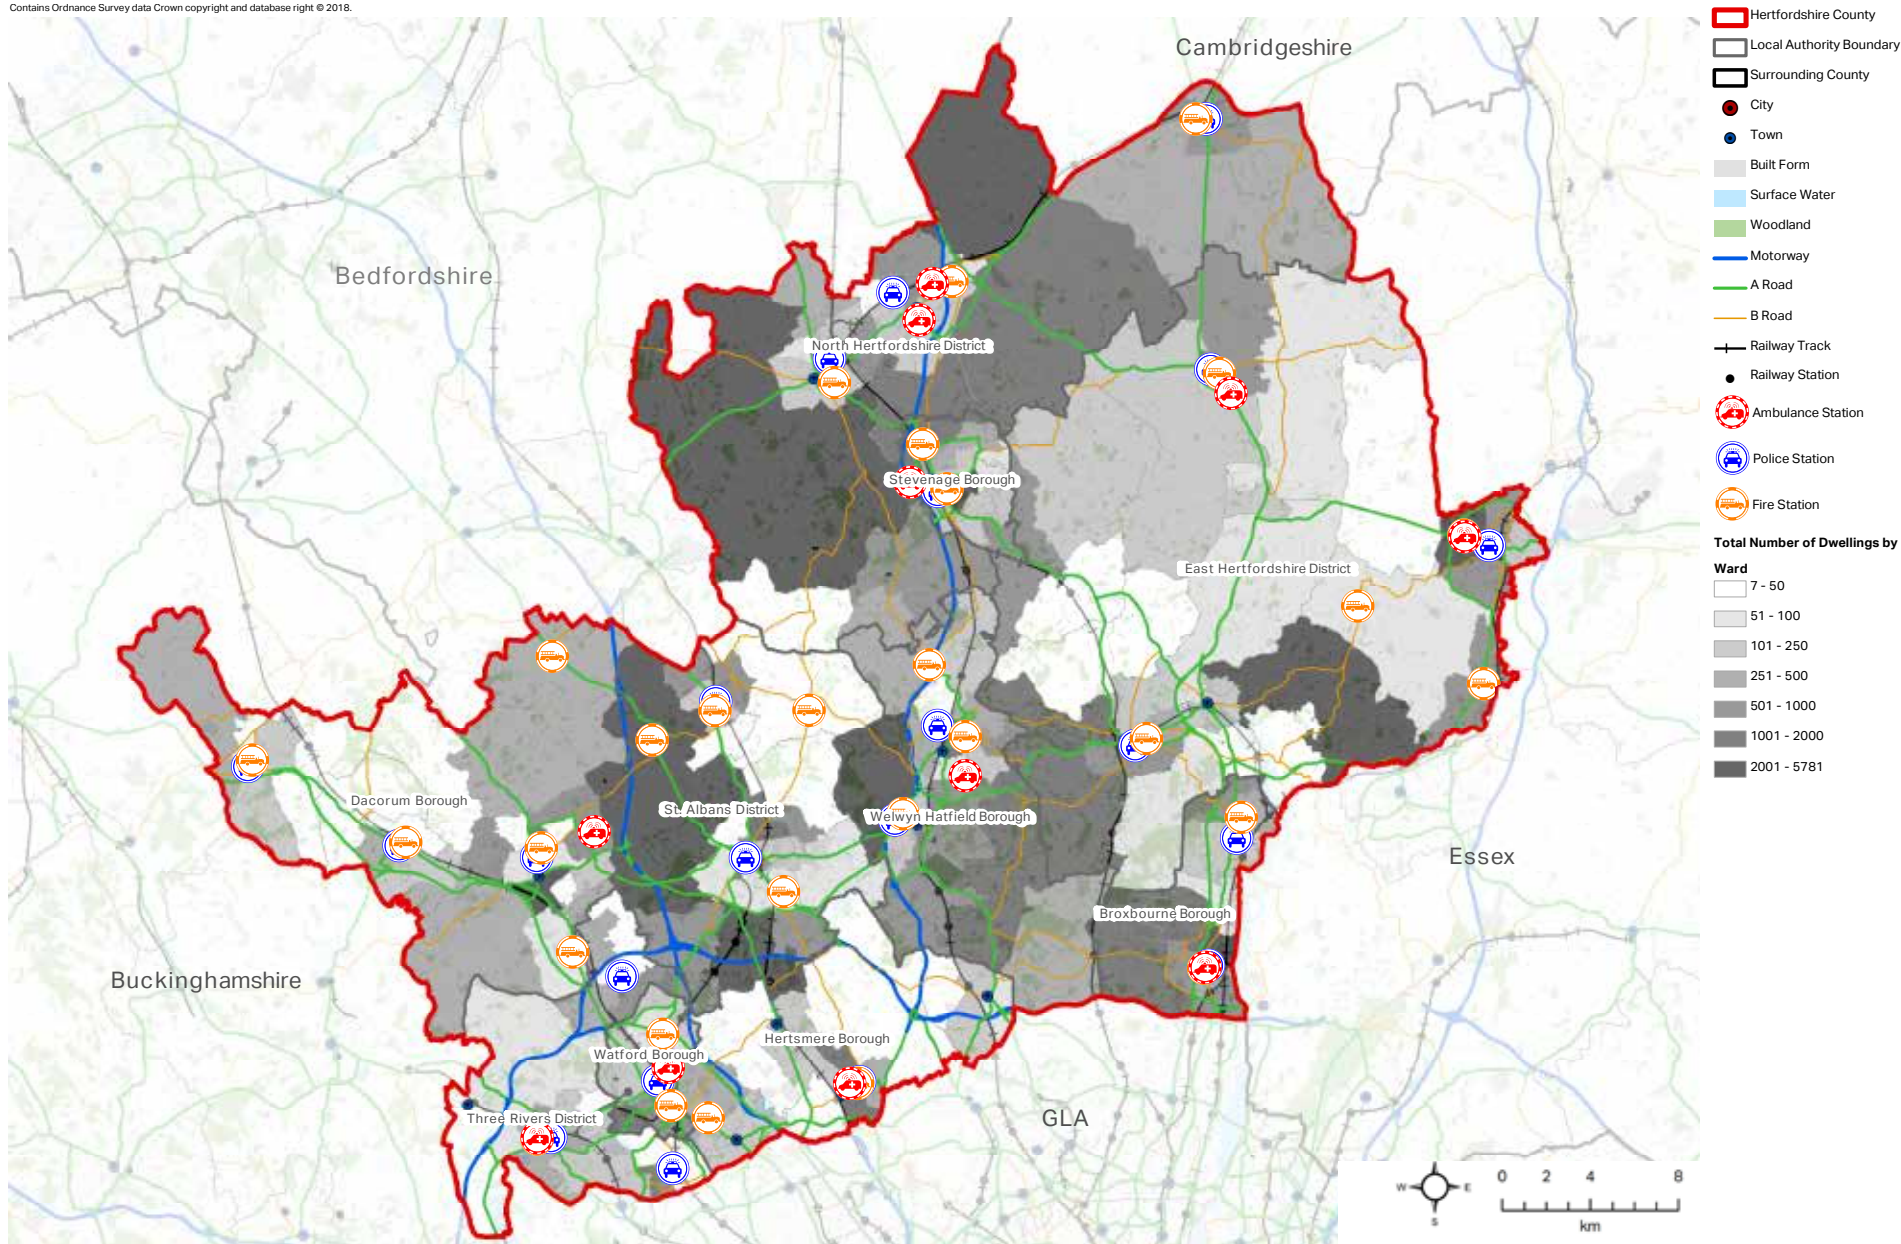 Contains Ordnance Survey data Crown copyright and database right © 2018.
Cambridgeshire
Bedfordshire
North Hertfordshire District
Stevenage Borough
East Hertfordshire District
Dacorum Borough
St. Albans District
Welwyn Hatfield Borough
Essex
Broxbourne Borough
Buckinghamshire
Hertsmere Borough
Watford Borough
Three Rivers District
GLA
Hertfordshire County
Local Authority Boundary
Surrounding County
City
Town
Built Form
Surface Water
Woodland
Motorway
A Road
B Road
Railway Track
Railway Station
Ambulance Station
Police Station
Fire Station
Total Number of Dwellings by
Ward
7 - 50
51 - 100
101 - 250
251 - 500
501 - 1000
1001 - 2000
2001 - 5781
W E
S
0 2 4 8
km